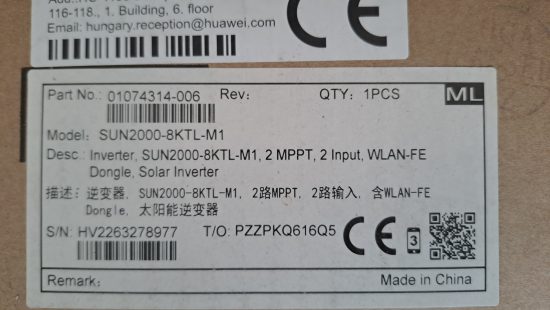 116-118., 1. Building, 6. floor
Email: hungary.reception@huawei.com
CE
Part No.: 01074314-006 Rev: QTY: 1PCS ML
Model: SUN2000-8KTL-M1
Desc.: Inverter, SUN2000-8KTL-M1, 2 MPPT, 2 Input, WLAN-FE
Dongle, Solar Inverter
描述: 逆变器, SUN2000-8KTL-M1, 2路MPPT, 2路输入, 含WLAN-FE
Dongle, 太阳能逆变器
S/N: HV2263278977 T/O: PZZPKQ616Q5 CE 3
Remark: Made in China